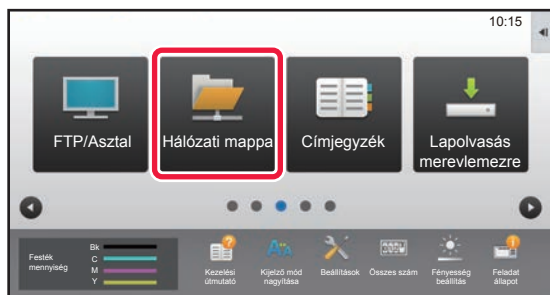 10:15
FTP/Asztal
Hálózati mappa
Címjegyzék
Lapolvasás
merevlemezre
Festék
mennyiség
Bk
C
M
Y
Kezelési
útmutató
Kijelző mód
nagyítása
Beállítások
Összes szám
Fényesség
beállítás
Feladat
állapot